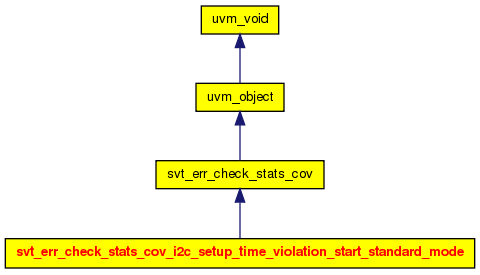 uvm_void
uvm_object
svt_err_check_stats_cov
svt_err_check_stats_cov_i2c_setup_time_violation_start_standard_mode